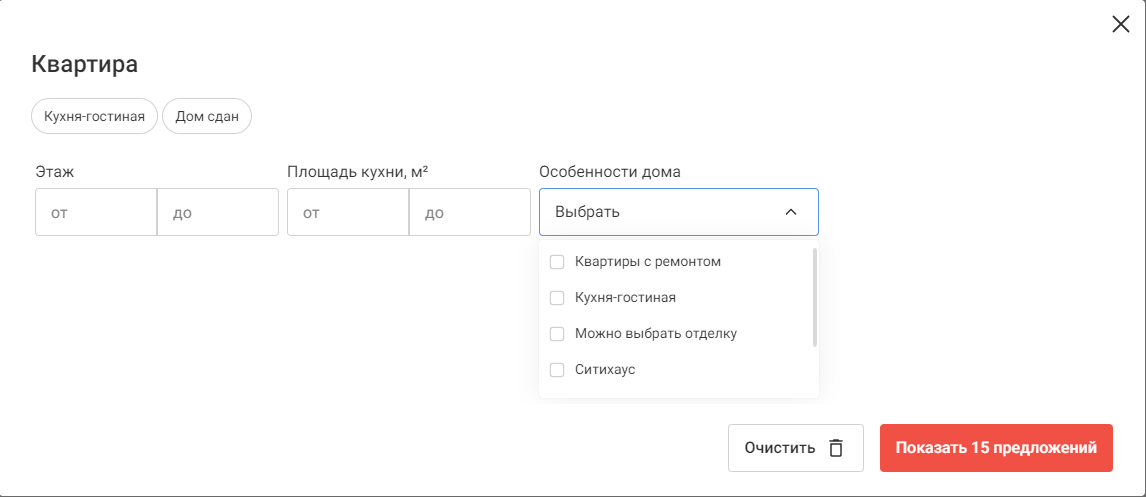 Квартира
Кухня-гостиная Дом сдан
Этаж Площадь кухни, м² Особенности дома
от до от до Выбрать
Квартиры с ремонтом
Кухня-гостиная
Можно выбрать отделку
Ситихаус
Очистить Показать 15 предложений